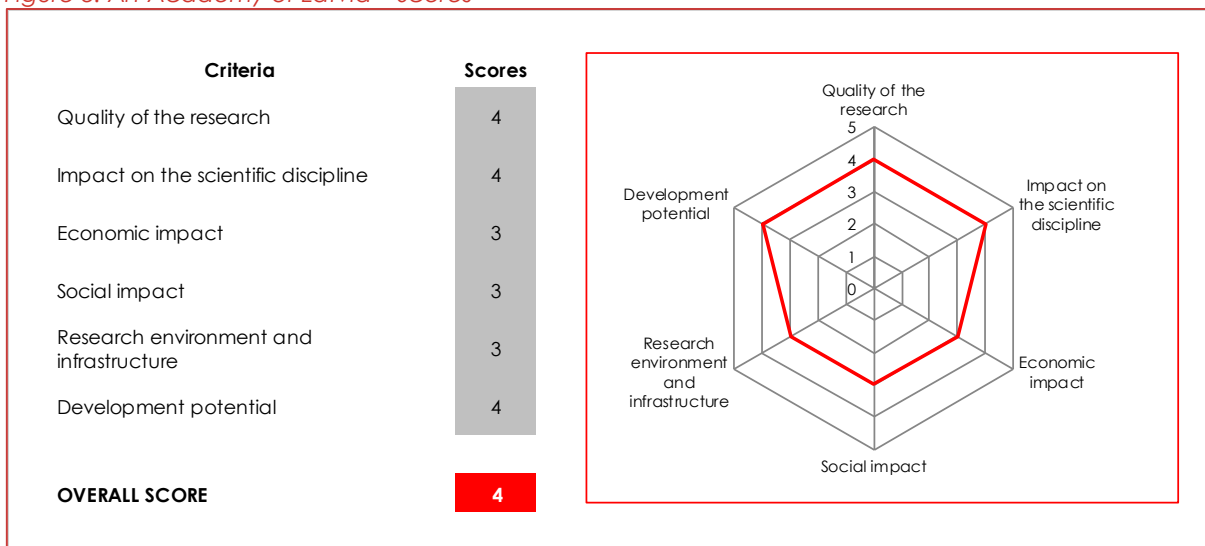 Criteria Scores
Quality of the research 4
Impact on the scientific discipline 4
Economic impact 3
Social impact 3
Research environment and
infrastructure 3
Development potential 4
OVERALL SCORE 4
Quality of the
research
5
4
3
2
1
0
Impact on
the scientific
discipline
Economic
impact
Social impact
Research
environment
and
infrastructure
Development
potential